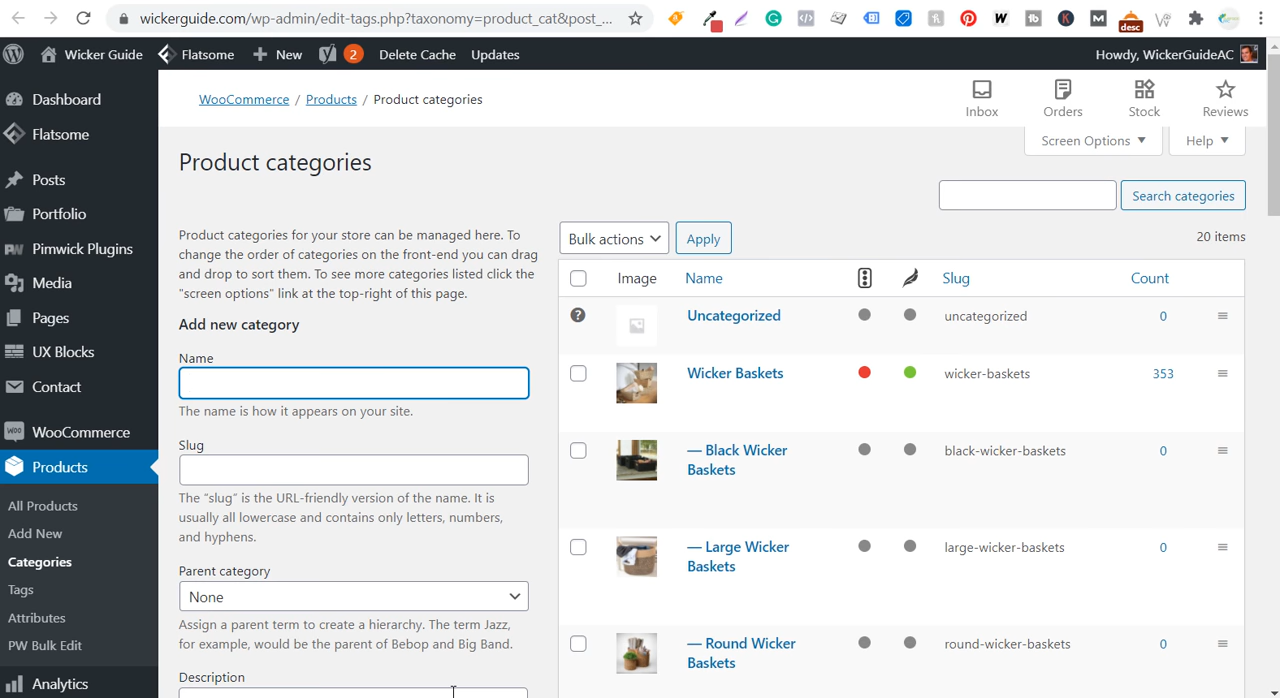 wickerguide.com/wp-admin/edit-tags.php?taxonomy=product_cat&post_...
desc
Wicker Guide
Flatsome
New
2
Delete Cache
Updates
Howdy, WickerGuideAC
Dashboard
Flatsome
Posts
Portfolio
Pimwick Plugins
Media
Pages
UX Blocks
Contact
WooCommerce
Products
All Products
Add New
Categories
Tags
Attributes
PW Bulk Edit
Analytics
WooCommerce / Products / Product categories
Inbox
Orders
Stock
Reviews
Screen Options
Help
Product categories
Search categories
Product categories for your store can be managed here. To
change the order of categories on the front-end you can drag
and drop to sort them. To see more categories listed click the
"screen options" link at the top-right of this page.
Add new category
Name
The name is how it appears on your site.
Slug
The “slug” is the URL-friendly version of the name. It is
usually all lowercase and contains only letters, numbers,
and hyphens.
Parent category
None
Assign a parent term to create a hierarchy. The term Jazz,
for example, would be the parent of Bebop and Big Band.
Description
Bulk actions
Apply
20 items
Image Name Slug Count
Uncategorized uncategorized 0
Wicker Baskets wicker-baskets 353
— Black Wicker
Baskets
black-wicker-baskets 0
— Large Wicker
Baskets
large-wicker-baskets 0
— Round Wicker
Baskets
round-wicker-baskets 0